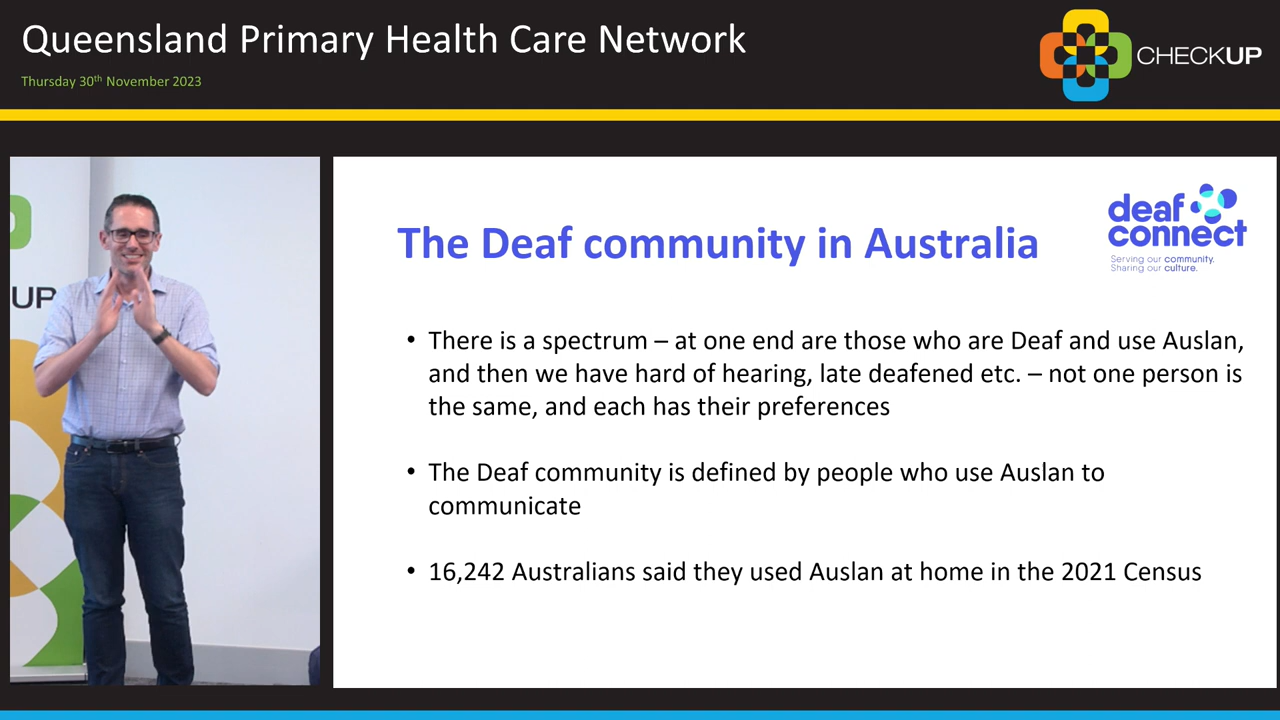 Queensland Primary Health Care Network
Thursday 30th November 2023
CHECKUP
UP
deaf
connect
Serving our community.
Sharing our culture.
The Deaf community in Australia
• There is a spectrum – at one end are those who are Deaf and use Auslan,
and then we have hard of hearing, late deafened etc. – not one person is
the same, and each has their preferences
• The Deaf community is defined by people who use Auslan to
communicate
• 16,242 Australians said they used Auslan at home in the 2021 Census